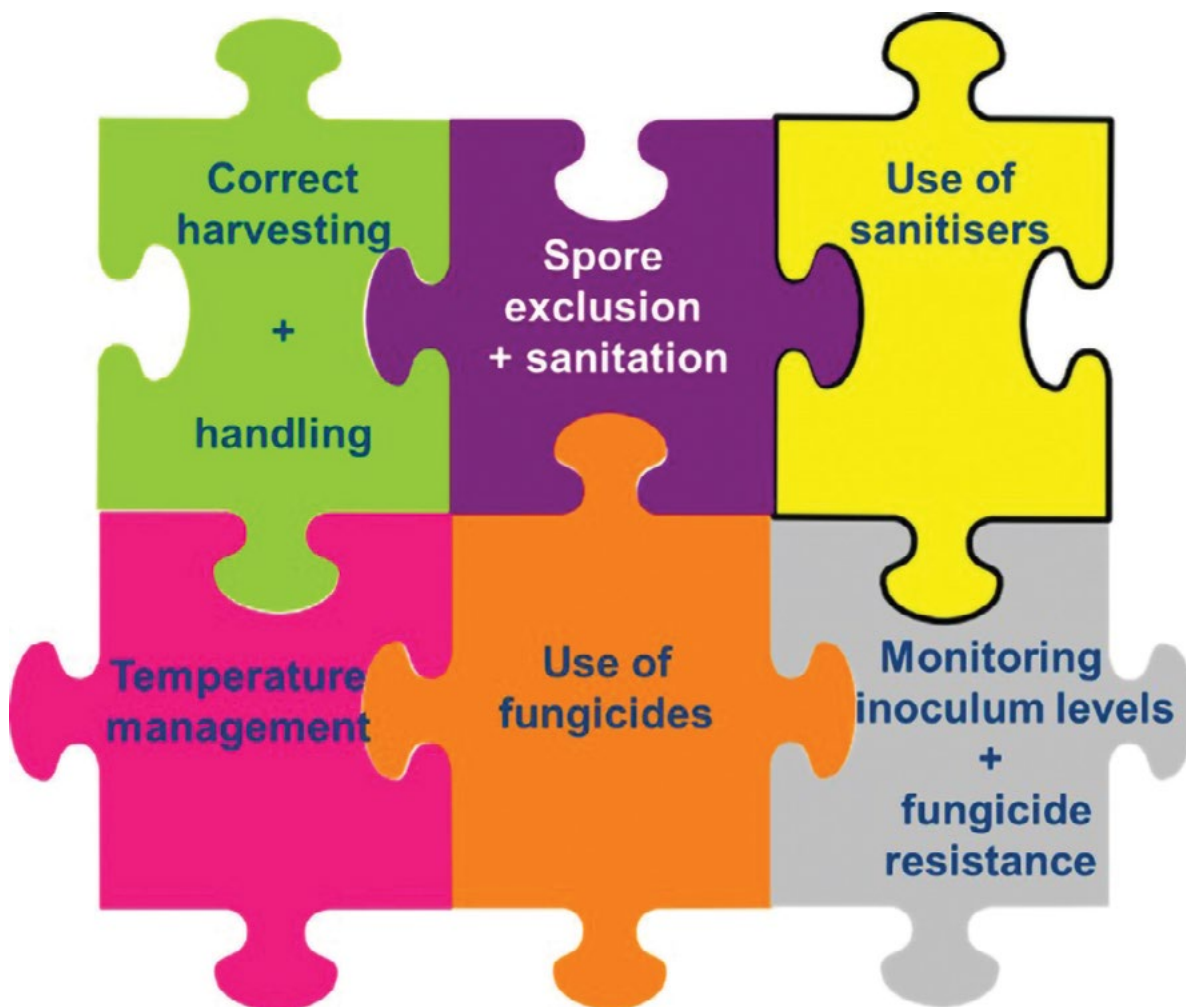 Correct
harvesting
+
handling
Spore
exclusion
+ sanitation
Use of
sanitisers
Temperature
management
Use of
fungicides
Monitoring
inoculum levels
+
fungicide
resistance